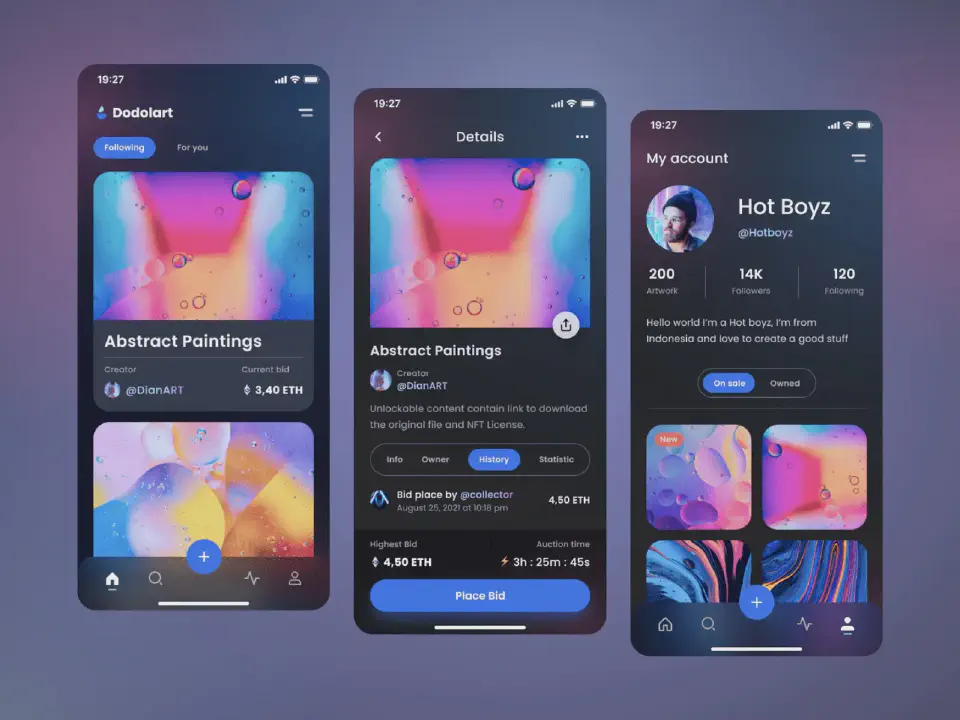 19:27
Dodolart
Following
For you
Abstract Paintings
Creator
Current bid
@DianART
3,40 ETH
19:27
Details
Abstract Paintings
Creator
@DianART
Unlockable content contain link to download
the original file and NFT License.
Info
Owner
History
Statistic
Bid place by @collector
4,50 ETH
August 25, 2021 at 10:18 pm
Highest Bid
Auction time
4,50 ETH
3h : 25m : 45s
Place Bid
19:27
My account
Hot Boyz
@Hotboyz
200
14K
120
Artwork
Followers
Following
Hello world I'm a Hot boyz, I'm from
Indonesia and love to create a good stuff
On sale
Owned
New